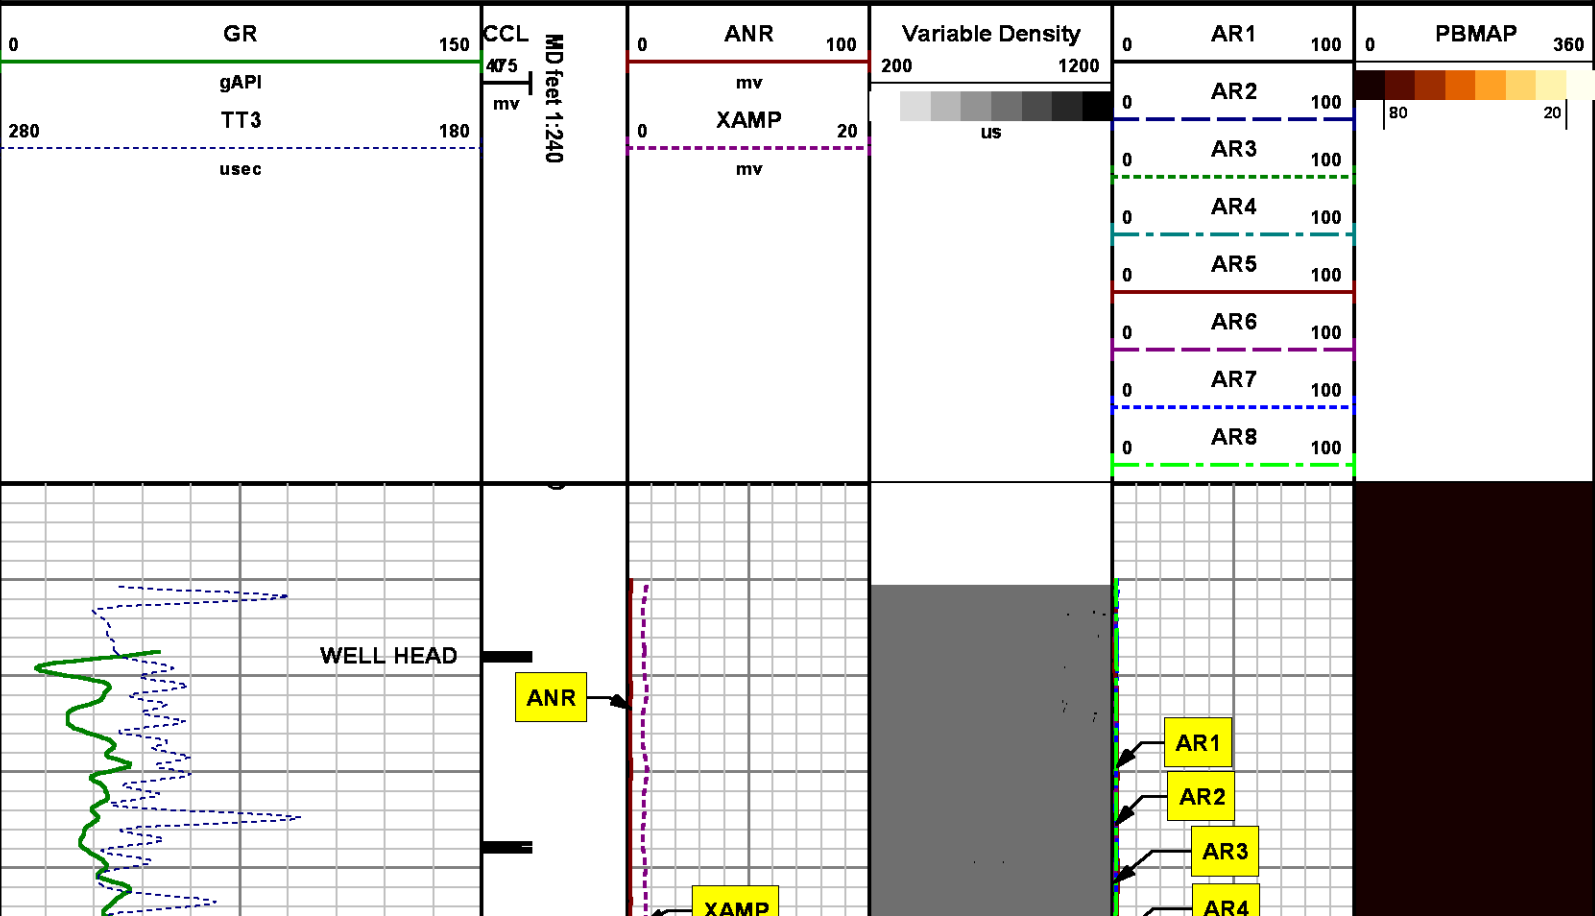 GR
0 150
gAPI
TT3
280 180
usec
CCL
475
mv
MD feet 1:240
ANR
0 100
mv
XAMP
0 20
mv
Variable Density
200 1200
us
AR1
0 100
AR2
0 100
AR3
0 100
AR4
0 100
AR5
0 100
AR6
0 100
AR7
0 100
AR8
0 100
PBMAP
0 360
80 20
WELL HEAD
ANR
AR1
AR2
AR3
AR4
XAMP